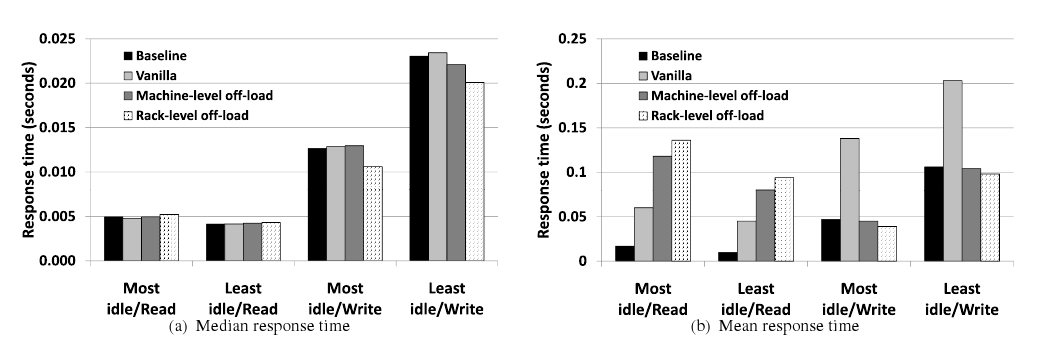 0.025
0.020
0.015
0.010
0.005
0.000
Response time (seconds)
Baseline
Vanilla
Machine-level off-load
Rack-level off-load
Most idle/Read
Least idle/Read
Most idle/Write
Least idle/Write
(a) Median response time
0.25
0.2
0.15
0.1
0.05
0
Response time (seconds)
Baseline
Vanilla
Machine-level off-load
Rack-level off-load
Most idle/Read
Least idle/Read
Most idle/Write
Least idle/Write
(b) Mean response time